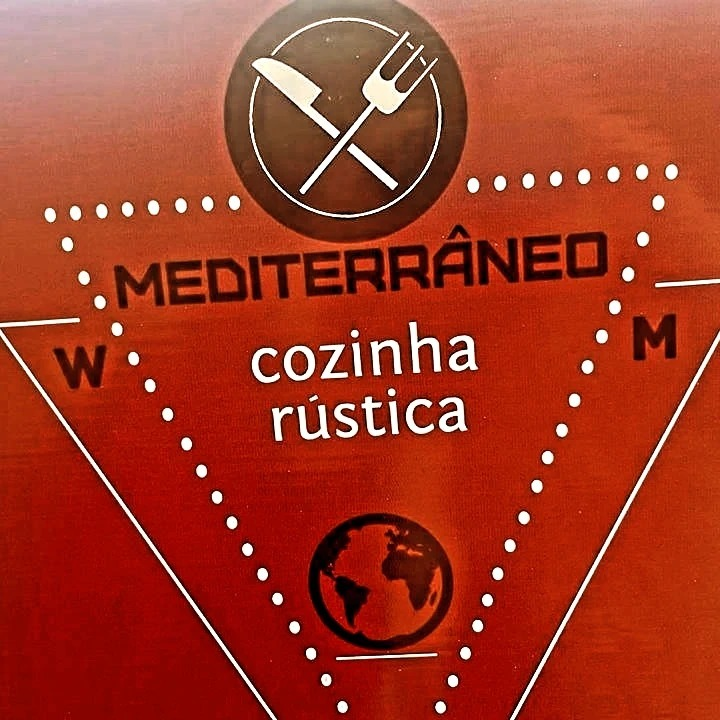 MEDITERRÂNEO
W
M
cozinha
rústica